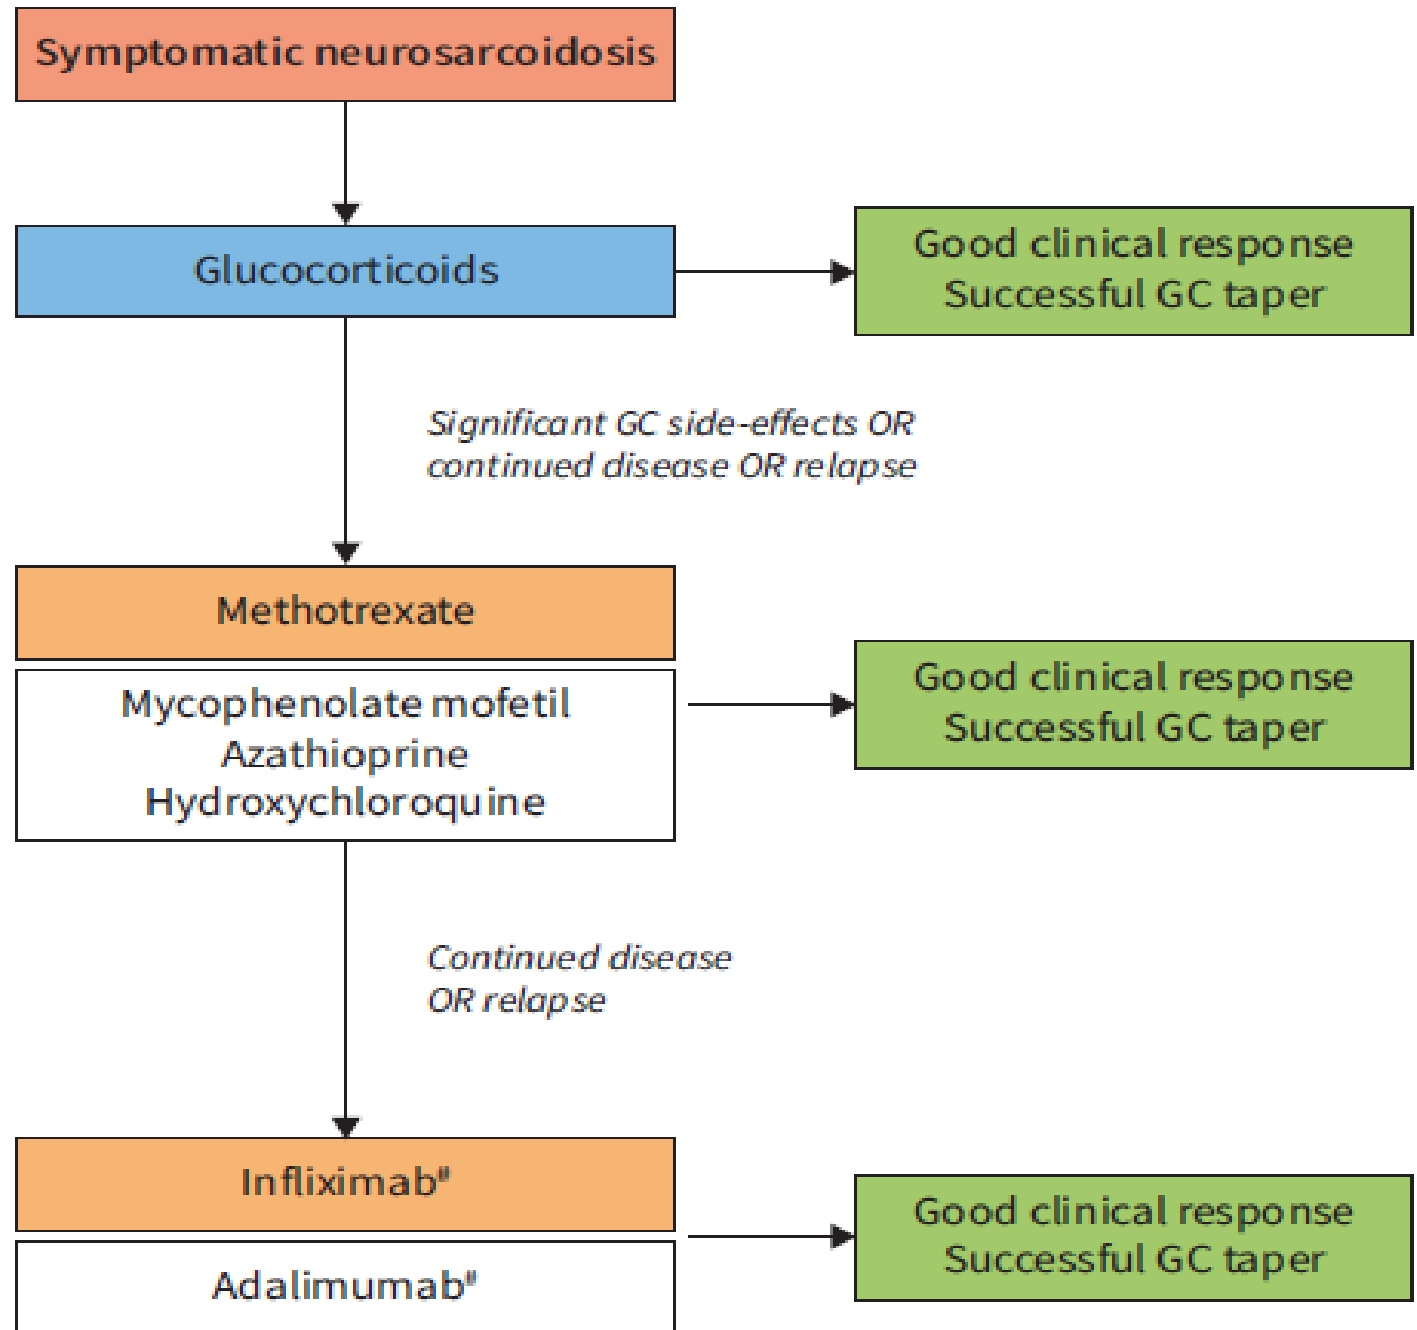 Symptomatic neurosarcoidosis
Glucocorticoids
Good clinical response
Successful GC taper
Significant GC side-effects OR
continued disease OR relapse
Methotrexate
Mycophenolate mofetil
Azathioprine
Hydroxychloroquine
Good clinical response
Successful GC taper
Continued disease
OR relapse
Infliximab#
Adalimumab#
Good clinical response
Successful GC taper